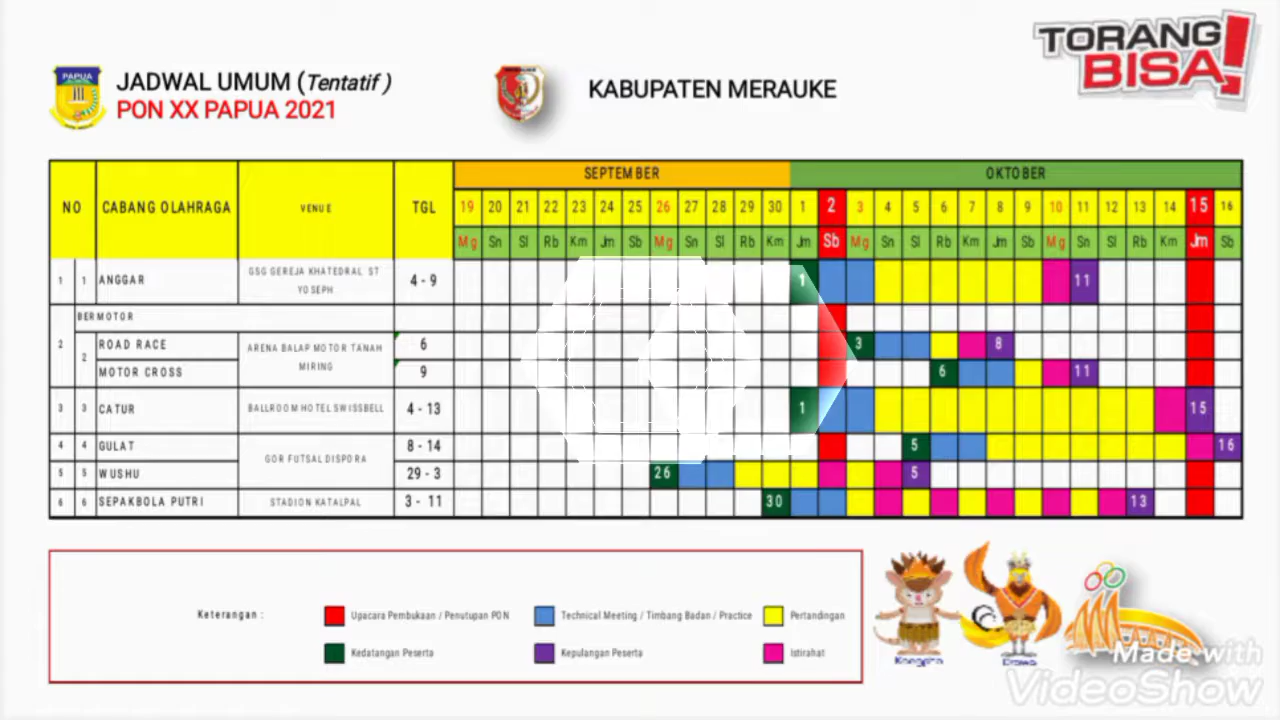 PAPUA
JADWAL UMUM (Tentatif )
PON XX PAPUA 2021
KABUPATEN MERAUKE
TORANG
BISA!
NO CABANG OLAHRAGA VENUE TGL SEPTEMBER OKTOBER
19 20 21 22 23 24 25 26 27 28 29 30 1 2 3 4 5 6 7 8 9 10 11 12 13 14 15 16
Mg Sn Sl Rb Km Jm Sb Mg Sn Sl Rb Km Jm Sb Mg Sn Sl Rb Km Jm Sb Mg Sn Sl Rb Km Jm Sb
1 1 ANGGAR GSG GEREJA KHATEDRAL ST YOSEPH 4 - 9 1 11
BERMOTOR
2 2 ROAD RACE ARENA BALAP MOTOR TANAH MIRING 6 3 8
MOTOR CROSS 9 6 11
3 3 CATUR BALLROOM HOTEL SWISSBELL 4 - 13 1 15
4 4 GULAT GOR FUTSAL DISPORA 8 - 14 5 16
5 5 WUSHU 29 - 3 26 5
6 6 SEPAKBOLA PUTRI STADION KATALPAL 3 - 11 30 13
Keterangan :
Upacara Pembukaan / Penutupan PON
Technical Meeting / Timbang Badan / Practice
Pertandingan
Kedatangan Peserta
Kepulangan Peserta
Istirahat
Made with
VideoShow